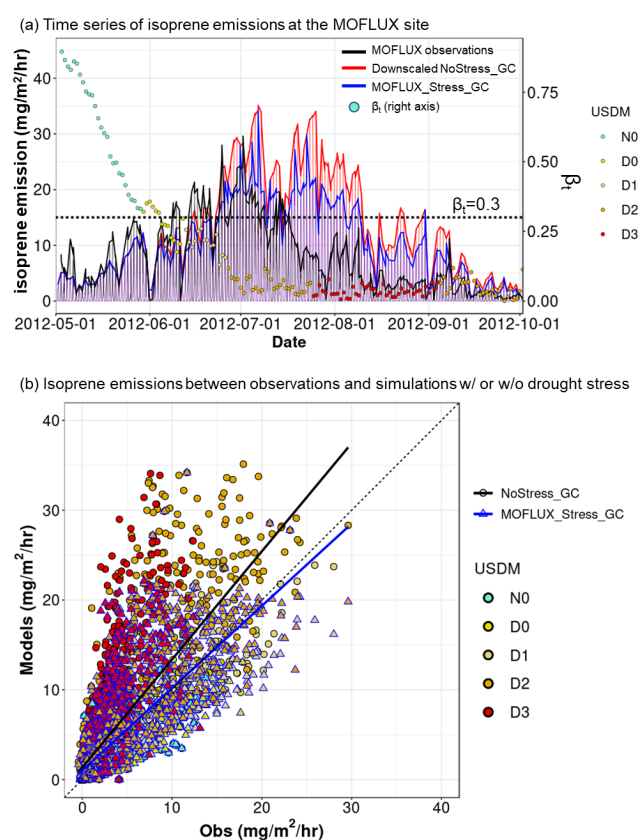 (a) Time series of isoprene emissions at the MOFLUX site
MOFLUX observations
Downscaled NoStress_GC
MOFLUX_Stress_GC
βt (right axis)
isoprene emission (mg/m²/hr)
40
30
20
10
0
0.75
0.50
0.25
0.00
βt
βt=0.3
USDM
N0
D0
D1
D2
D3
2012-05-01 2012-06-01 2012-07-01 2012-08-01 2012-09-01 2012-10-01
Date
(b) Isoprene emissions between observations and simulations w/ or w/o drought stress
Models (mg/m²/hr)
40
30
20
10
0
NoStress_GC
MOFLUX_Stress_GC
USDM
N0
D0
D1
D2
D3
0 10 20 30 40
Obs (mg/m²/hr)